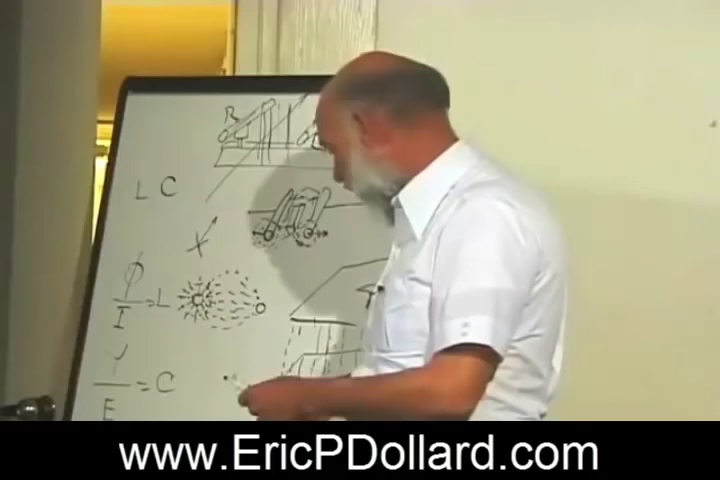 R
L C
Φ
I = L
Ψ
E = C
www.EricPDollard.com